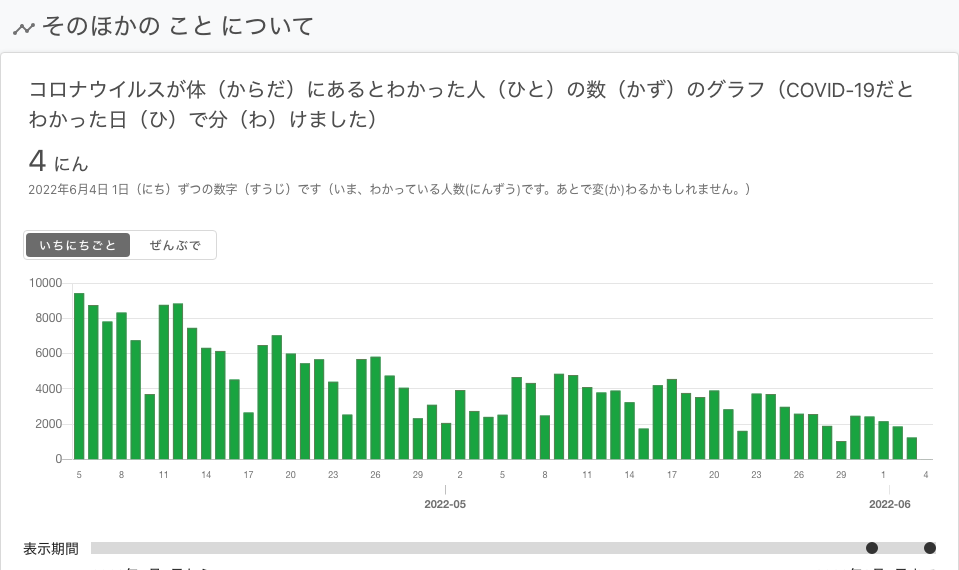 そのほかの こと について
コロナウイルスが体（からだ）にあるとわかった人（ひと）の数（かず）のグラフ（COVID-19だと
わかった日（ひ）で分（わ）けました）
4 にん
2022年6月4日 1日（にち）ずつの数字（すうじ）です（いま、わかっている人数(にんずう)です。あとで変(か)わるかもしれません。）
いちにちごと ぜんぶで
10000
8000
6000
4000
2000
0
5 8 11 14 17 20 23 26 29 2 5 8 11 14 17 20 23 26 29 1 4
2022-05 2022-06
表示期間